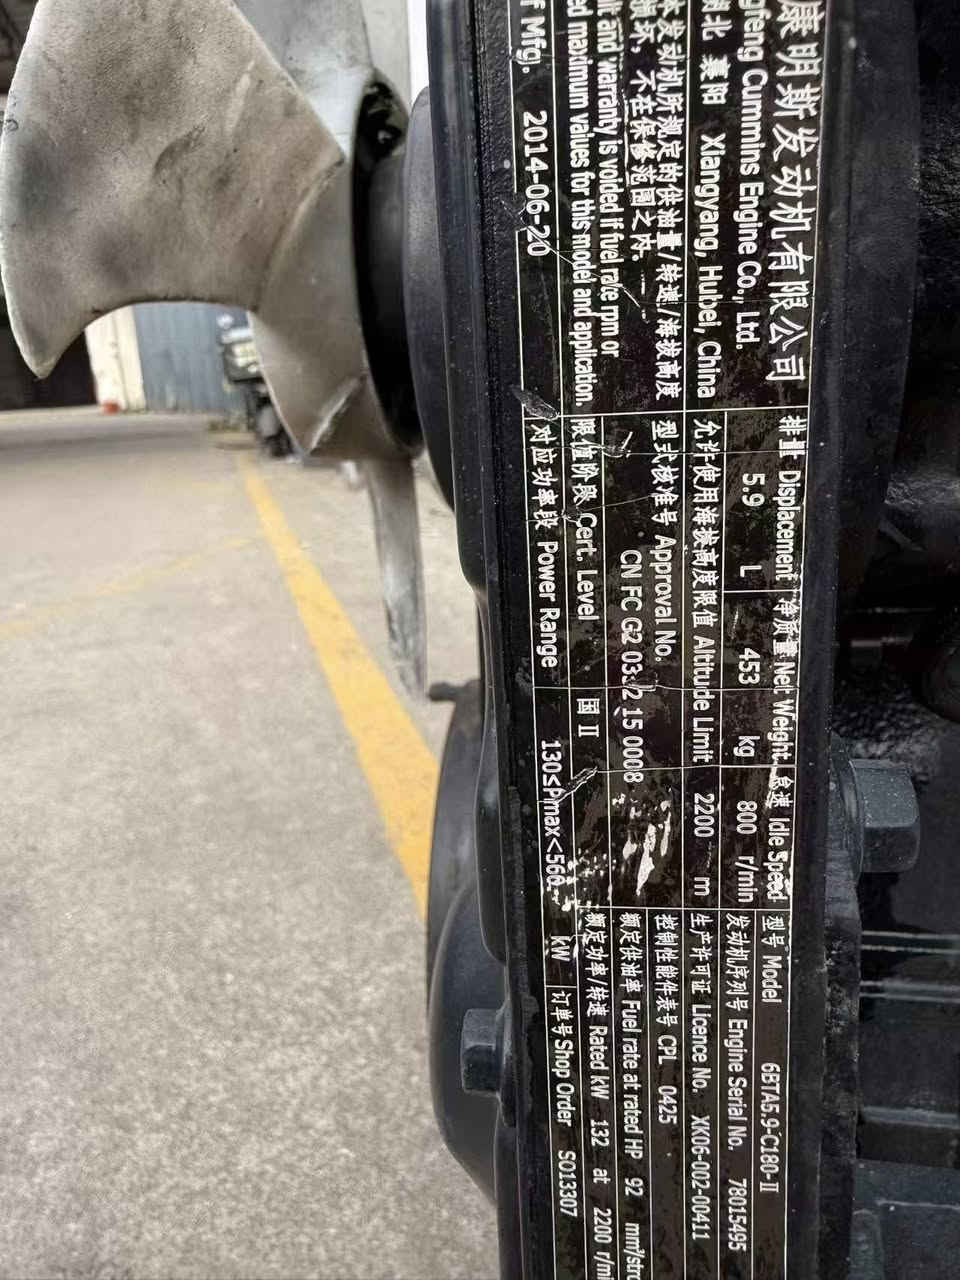 康明斯发动机有限公司
gfeng Cummins Engine Co., Ltd.
北 襄阳 Xiangyang, Hubei, China
本发动机所规定的供油量/转速/海拔高度
损坏，不在保修范围之内。
and warranty is voided if fuel rate rpm or
ed maximum values for this model and application.
f Mfg. 2014-06-20
排量 Displacement 净质量 Net Weight 怠速 Idle Speed
5.9 L 453 kg 800 r/min
允许使用海拔高度限值 Altitude Limit 2200 m
型式核准号 Approval No.
CN FC G2 0332 15 0008
限值阶段 Cert. Level 国 II
对应功率段 Power Range 130≤Pmax<560 kW
型号 Model 6BTA5.9-C180-II
发动机序列号 Engine Serial No. 78015495
生产许可证 Licence No. XK06-002-00411
控制性能件表号 CPL 0425
额定供油率 Fuel rate at rated HP 92 mm³/stro
额定功率/转速 Rated kW 132 at 2200 r/mi
订单号 Shop Order SO13307